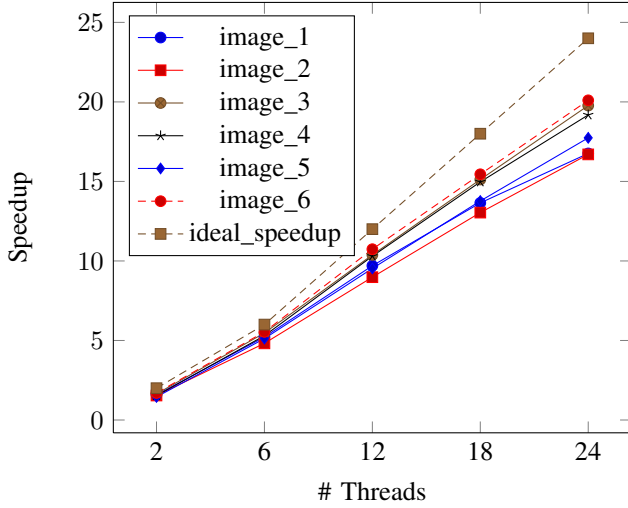 25
20
15
10
5
0
Speedup
image_1
image_2
image_3
image_4
image_5
image_6
ideal_speedup
2 6 12 18 24
# Threads